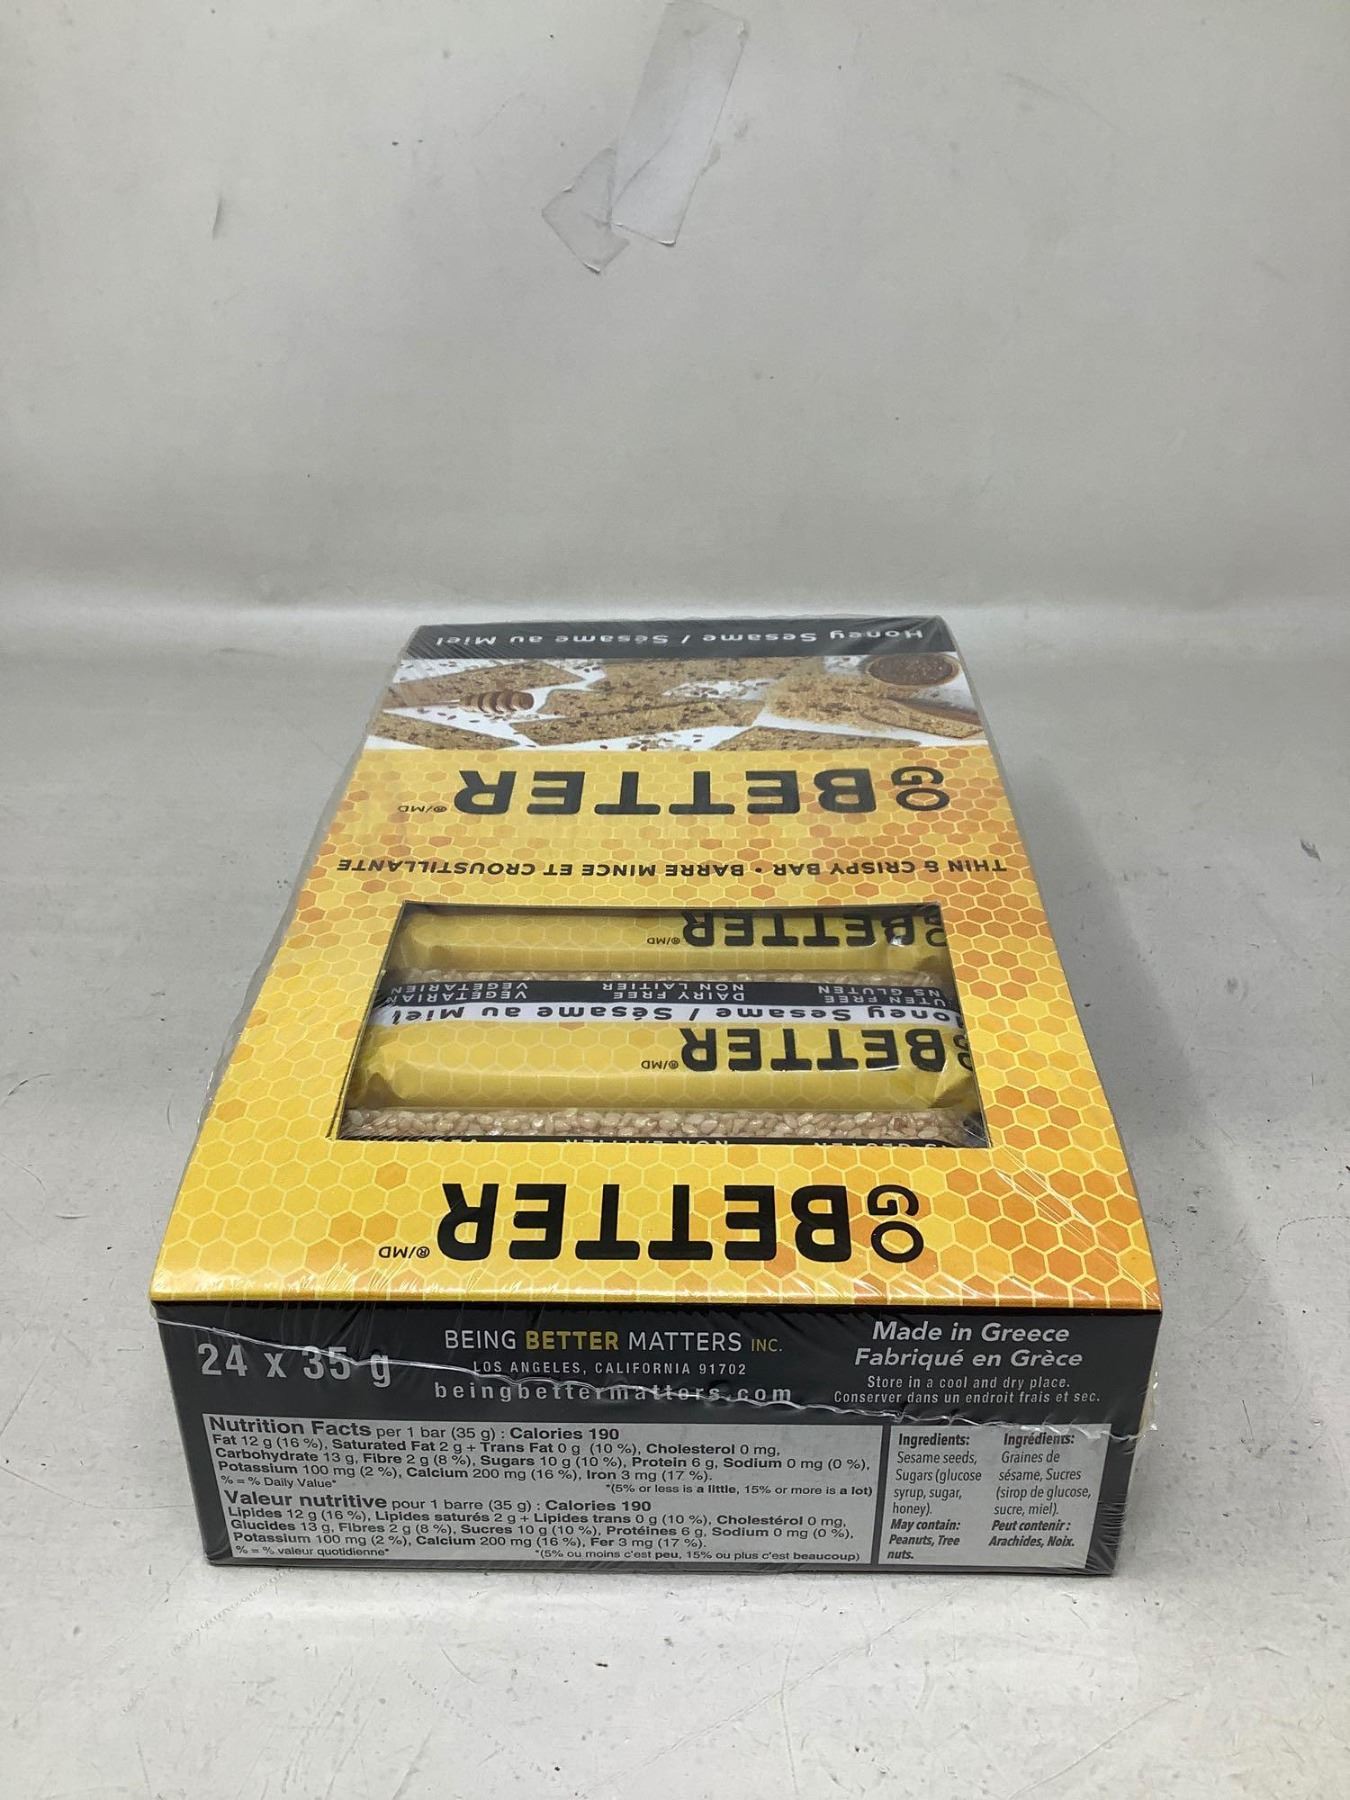 Honey Sesame / Sésame au Miel
GO BETTER ®/MD
THIN & CRISPY BAR • BARRE MINCE ET CROUSTILLANTE
BETTER ®/MD
DAIRY FREE VEGETARIAN
NON LAITIER VEGETARIEN
Sesame / Sésame au Miel
BETTER ®/MD
GO BETTER ®/MD
24 x 35 g
BEING BETTER MATTERS INC.
LOS ANGELES, CALIFORNIA 91702
beingbettermatters.com
Made in Greece
Fabriqué en Grèce
Store in a cool and dry place.
Conserver dans un endroit frais et sec.
Nutrition Facts per 1 bar (35 g) : Calories 190
Fat 12 g (16 %), Saturated Fat 2 g + Trans Fat 0 g (10 %), Cholesterol 0 mg,
Carbohydrate 13 g, Fibre 2 g (8 %), Sugars 10 g (10 %), Protein 6 g, Sodium 0 mg (0 %),
Potassium 100 mg (2 %), Calcium 200 mg (16 %), Iron 3 mg (17 %).
% = % Daily Value* *(5% or less is a little, 15% or more is a lot)
Valeur nutritive pour 1 barre (35 g) : Calories 190
Lipides 12 g (16 %), Lipides saturés 2 g + Lipides trans 0 g (10 %), Cholestérol 0 mg,
Glucides 13 g, Fibres 2 g (8 %), Sucres 10 g (10 %), Protéines 6 g, Sodium 0 mg (0 %),
Potassium 100 mg (2 %), Calcium 200 mg (16 %), Fer 3 mg (17 %).
% = % valeur quotidienne* *(5% ou moins c'est peu, 15% ou plus c'est beaucoup)
Ingredients:
Sesame seeds,
Sugars (glucose
syrup, sugar,
honey).
May contain:
Peanuts, Tree
nuts.
Ingrédients:
Graines de
sésame, Sucres
(sirop de glucose,
sucre, miel).
Peut contenir :
Arachides, Noix.